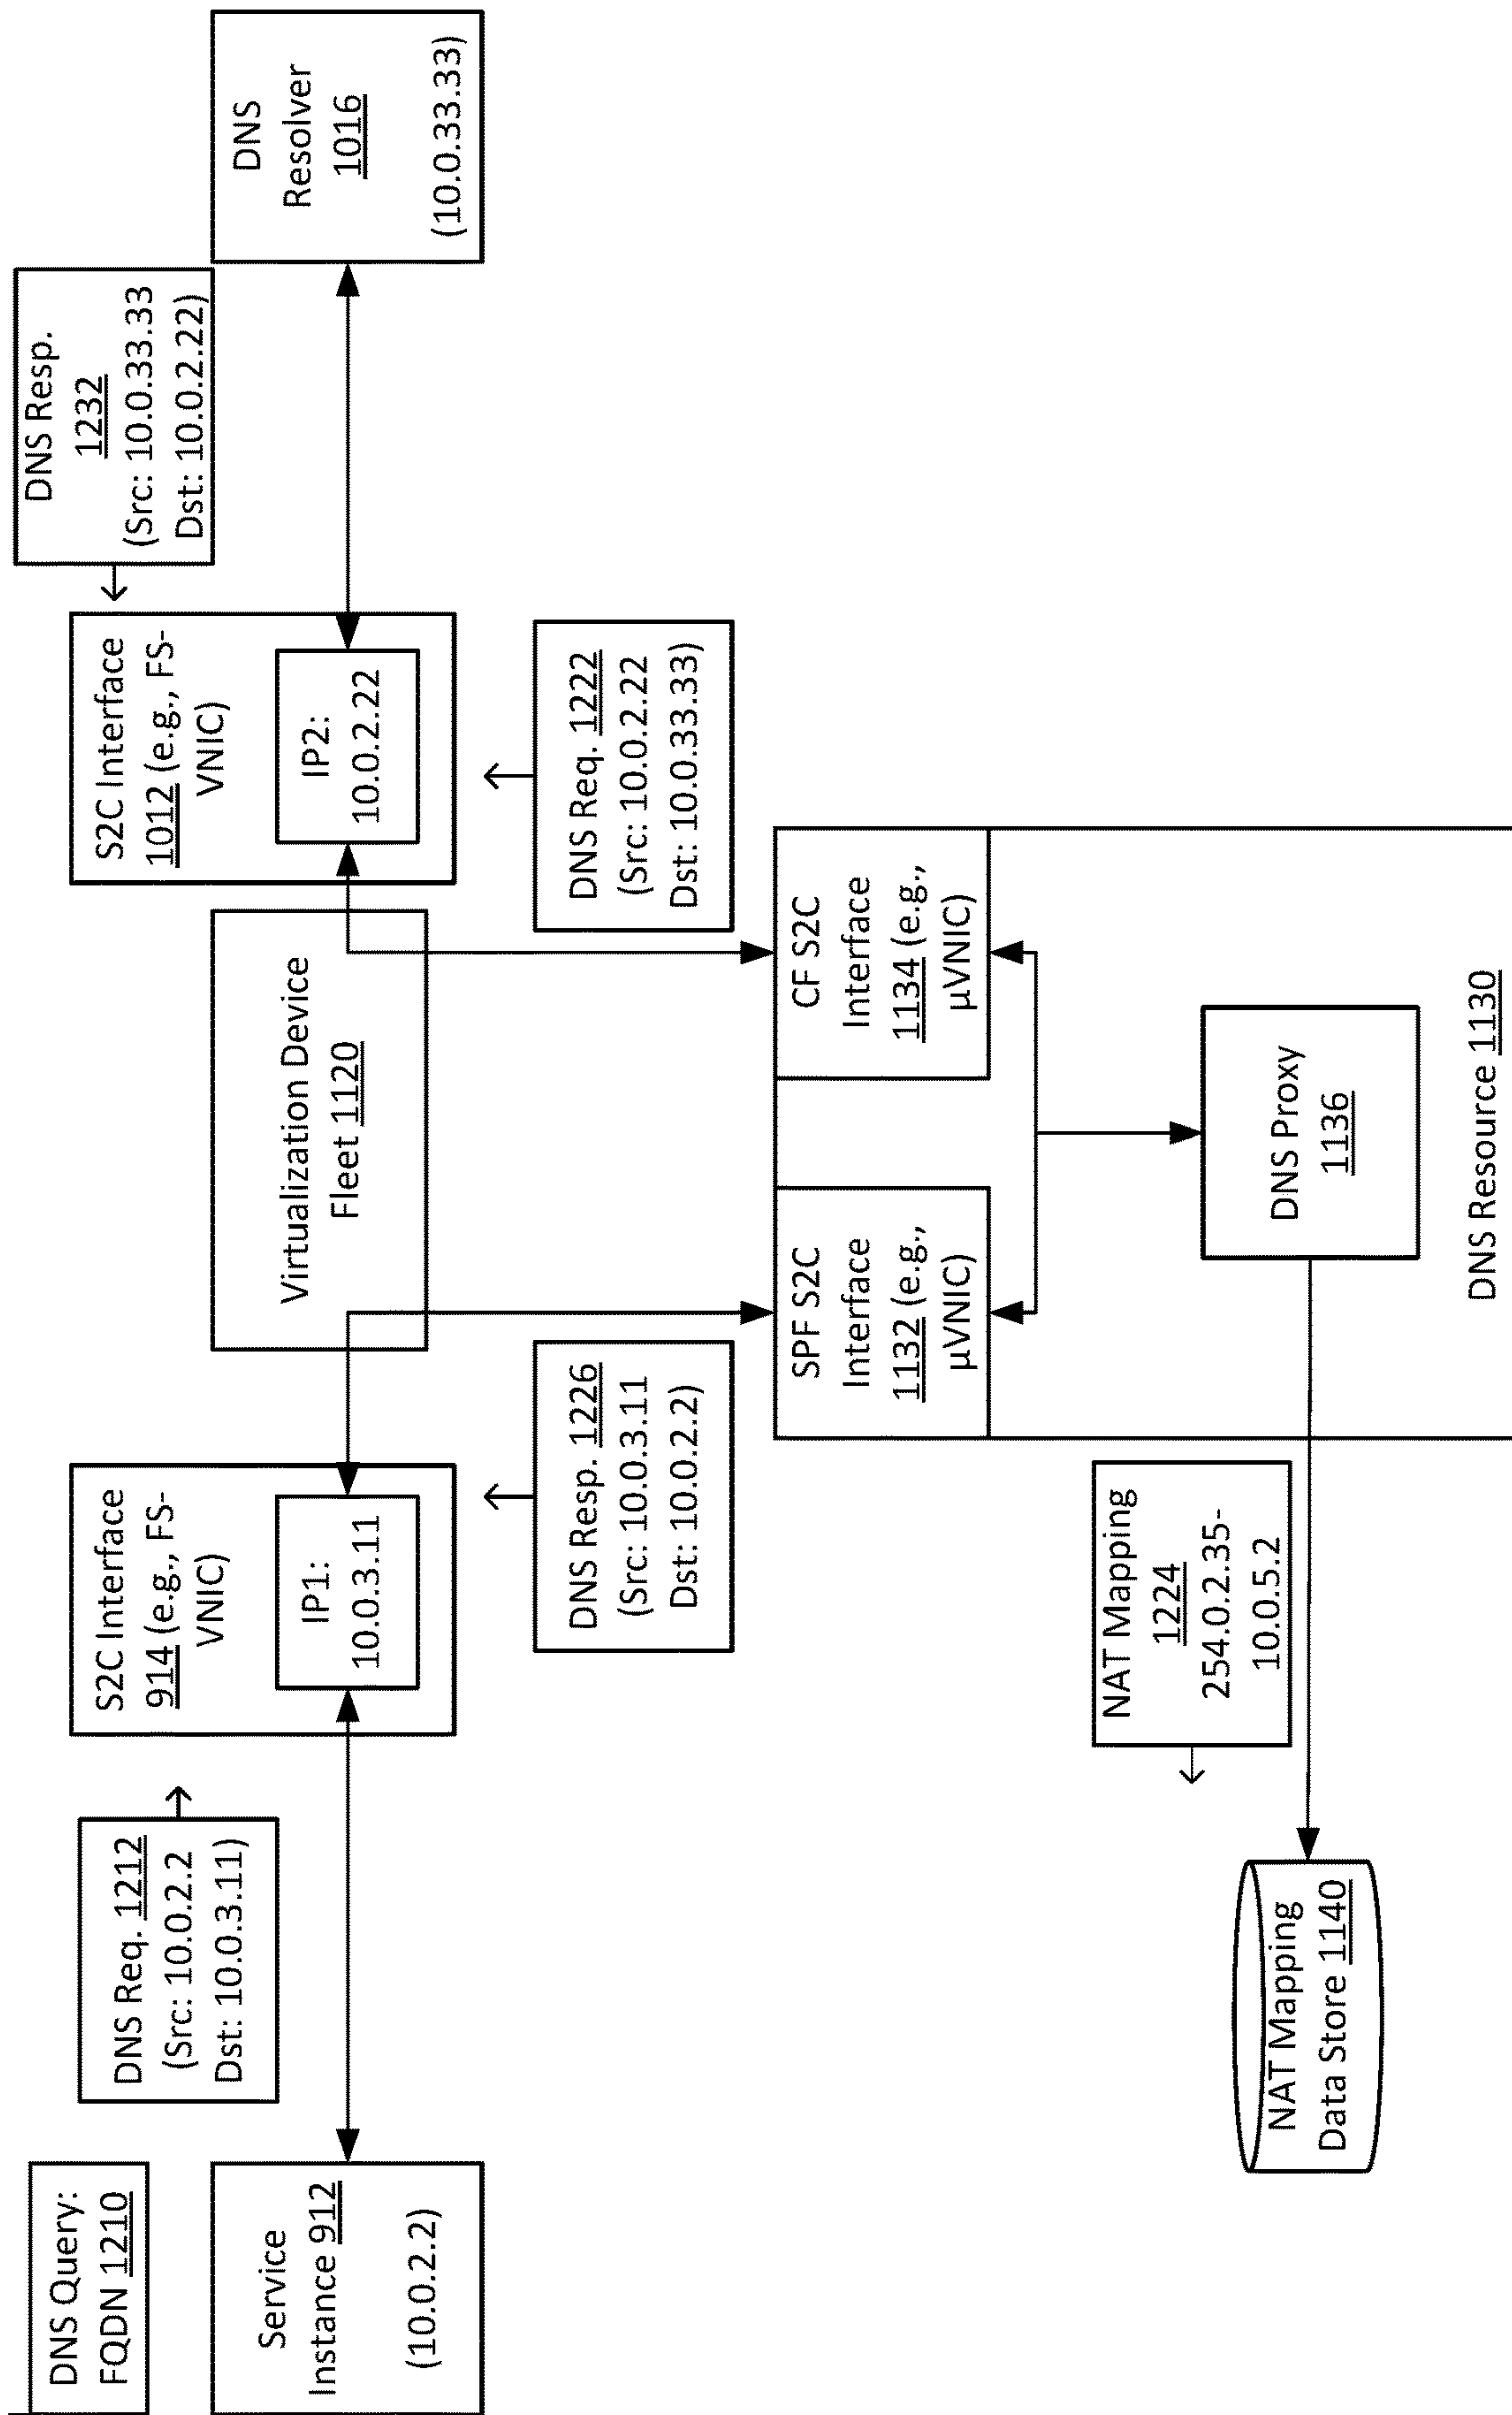 DNS Query:
FQDN 1210
Service
Instance 912
(10.0.2.2)
DNS Req. 1212
(Src: 10.0.2.2
Dst: 10.0.3.11)
S2C Interface
914 (e.g., FS-
VNIC)
IP1:
10.0.3.11
DNS Resp. 1226
(Src: 10.0.3.11
Dst: 10.0.2.2)
Virtualization Device
Fleet 1120
S2C Interface
1012 (e.g., FS-
VNIC)
IP2:
10.0.2.22
DNS Req. 1222
(Src: 10.0.2.22
Dst: 10.0.33.33)
DNS Resp.
1232
(Src: 10.0.33.33
Dst: 10.0.2.22)
DNS
Resolver
1016
(10.0.33.33)
SPF S2C
Interface
1132 (e.g.,
µVNIC)
CF S2C
Interface
1134 (e.g.,
µVNIC)
DNS Proxy
1136
DNS Resource 1130
NAT Mapping
1224
254.0.2.35-
10.0.5.2
NAT Mapping
Data Store 1140